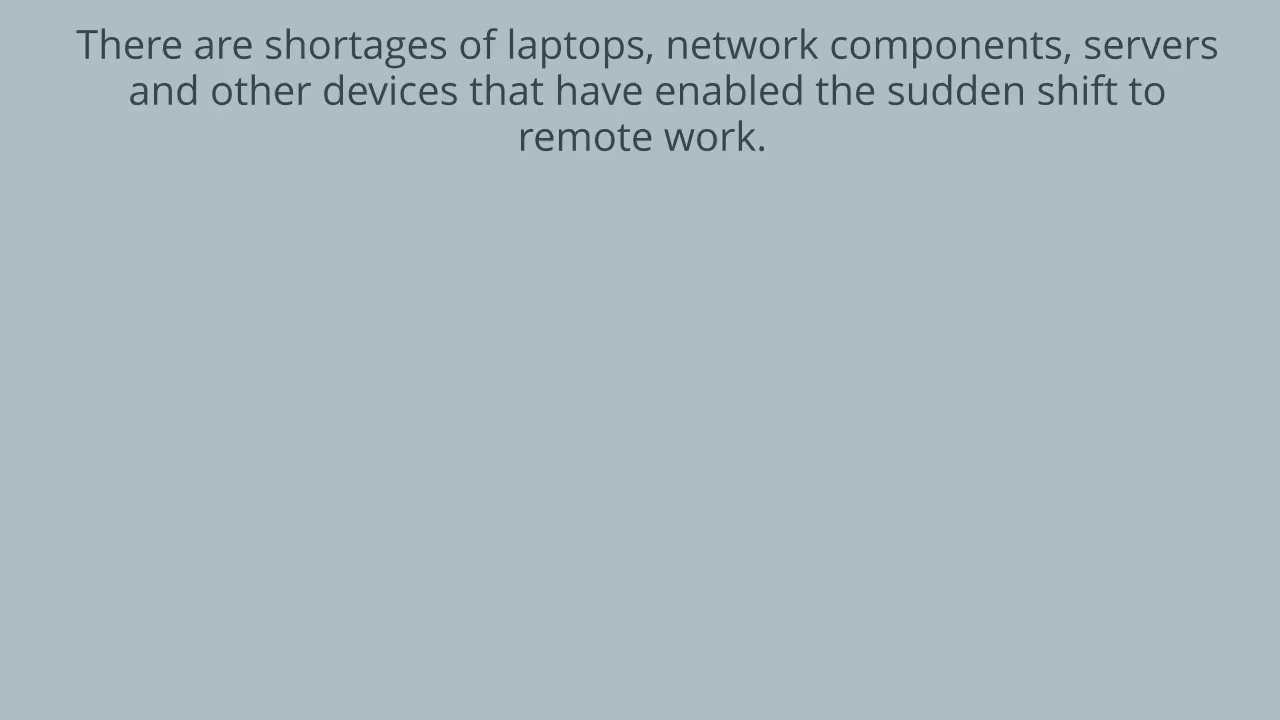 There are shortages of laptops, network components, servers
and other devices that have enabled the sudden shift to
remote work.